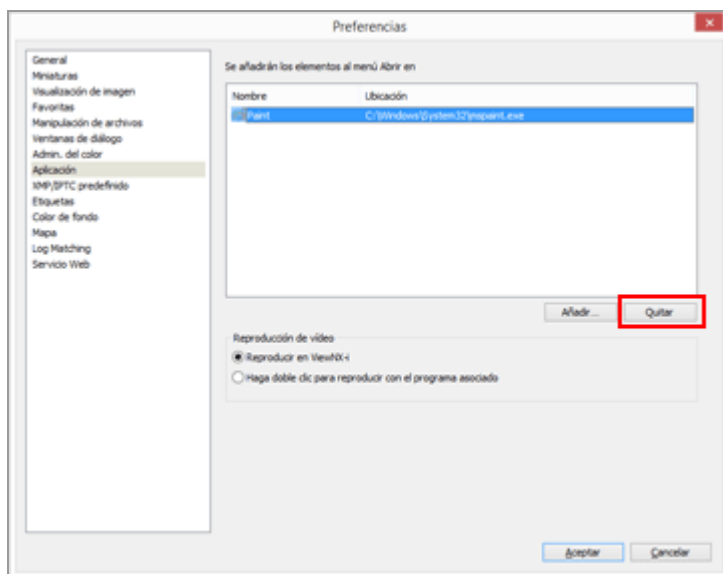 Preferencias
General
Miniaturas
Visualización de imagen
Favoritas
Manipulación de archivos
Ventanas de diálogo
Admin. del color
Aplicación
XMP/IPTC predefinido
Etiquetas
Color de fondo
Mapa
Log Matching
Servicio Web
Se añadirán los elementos al menú Abrir en
Nombre Ubicación
Paint C:\Windows\System32\mspaint.exe
Añadir... Quitar
Reproducción de vídeo
Reproducir en ViewNX-i
Haga doble clic para reproducir con el programa asociado
Aceptar Cancelar